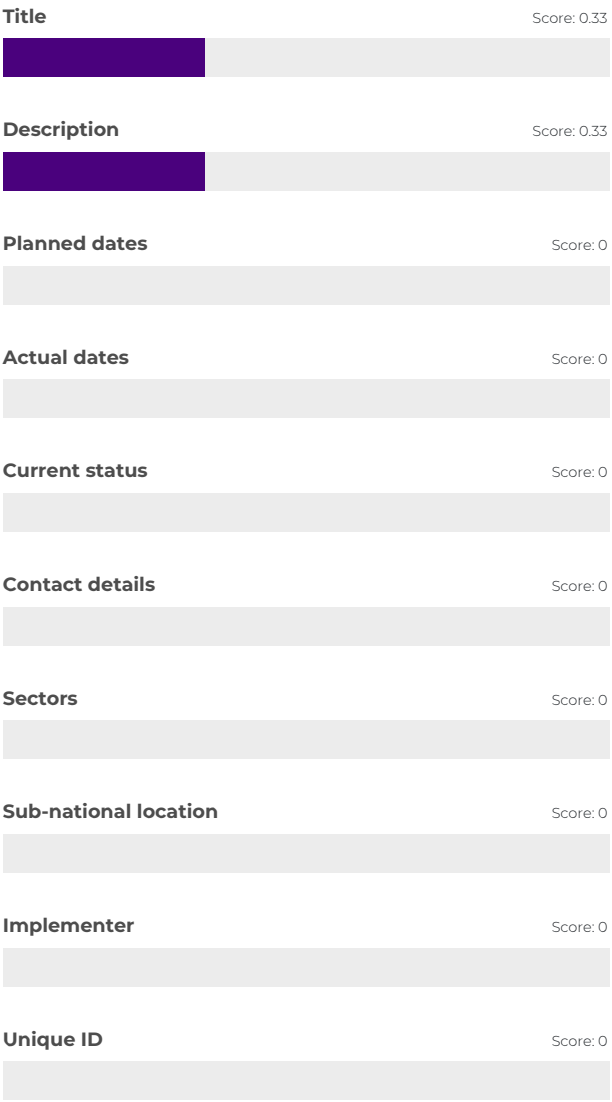 Title Score: 0.33
Description Score: 0.33
Planned dates Score: 0
Actual dates Score: 0
Current status Score: 0
Contact details Score: 0
Sectors Score: 0
Sub-national location Score: 0
Implementer Score: 0
Unique ID Score: 0